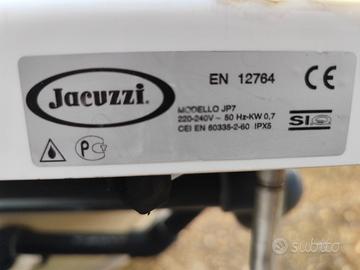 Jacuzzi®
EN 12764
CE
MODELLO JP7
220-240V ~ 50 Hz-KW 0,7
CEI EN 60335-2-60 IPX5
SIQ
subito